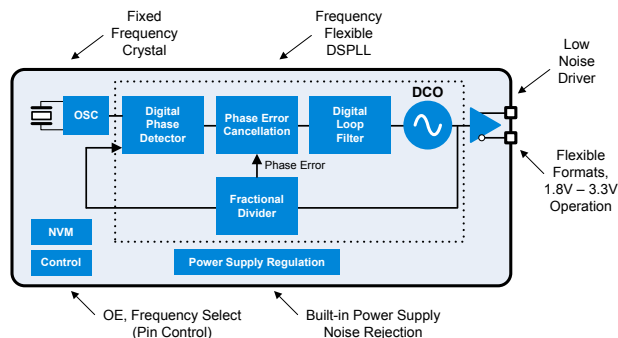 Fixed
Frequency
Crystal
Frequency
Flexible
DSPLL
Low
Noise
Driver
OSC
Digital
Phase
Detector
Phase Error
Cancellation
Digital
Loop
Filter
DCO
Phase Error
Fractional
Divider
Flexible
Formats,
1.8V – 3.3V
Operation
NVM
Control
Power Supply Regulation
OE, Frequency Select
(Pin Control)
Built-in Power Supply
Noise Rejection